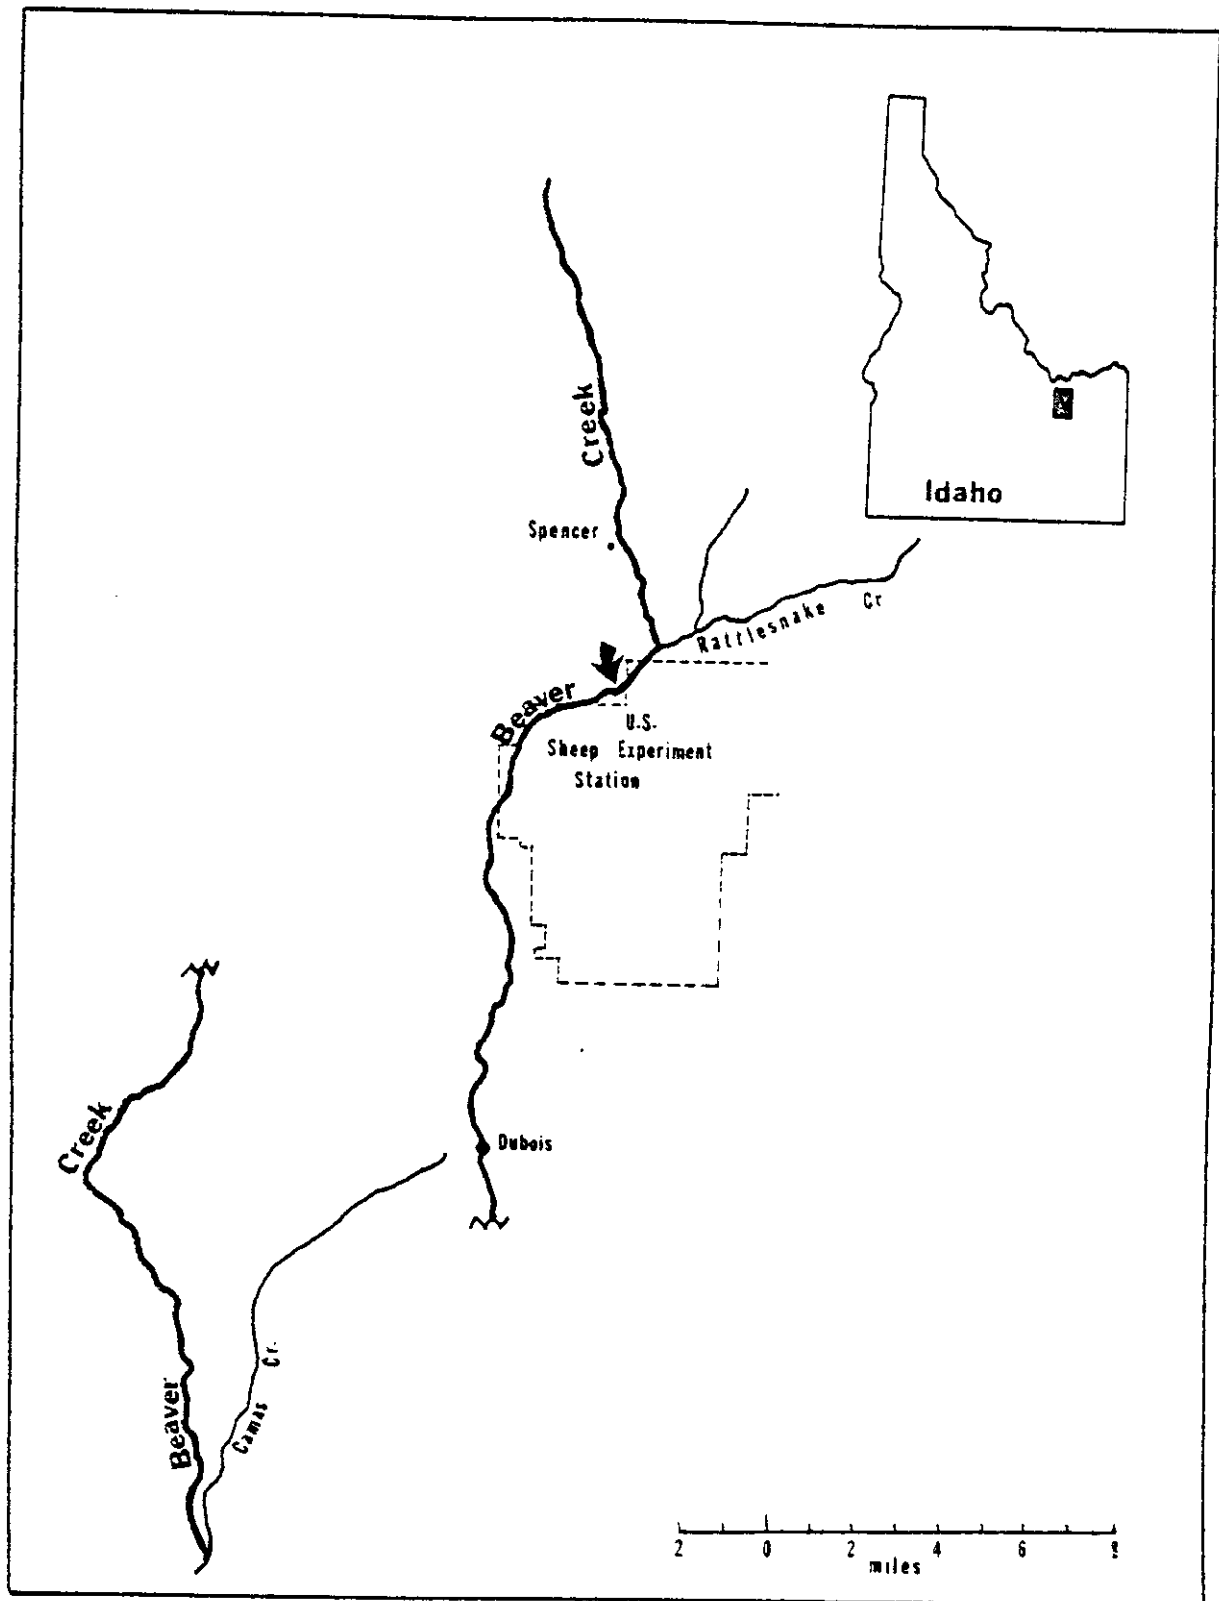 Idaho
Creek
Spencer
Rattlesnake Cr
Beaver
U.S.
Sheep Experiment
Station
Creek
Dubois
Camas Cr.
Beaver
2 0 2 4 6 8
miles